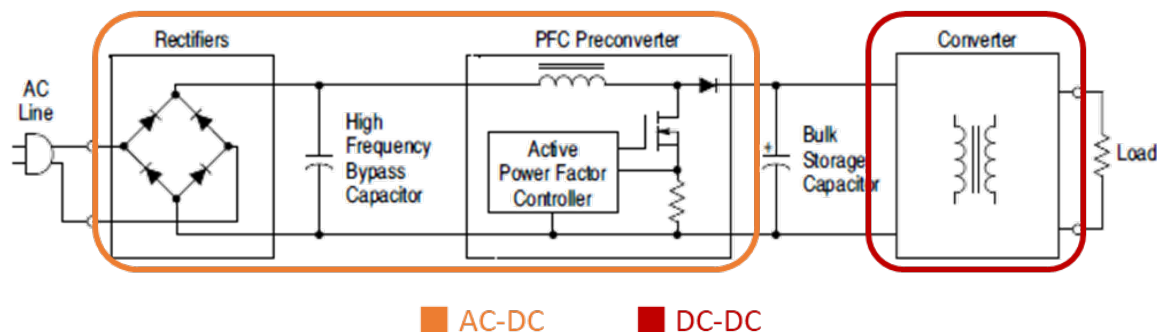 Rectifiers
PFC Preconverter
Converter
AC
Line
High
Frequency
Bypass
Capacitor
Active
Power Factor
Controller
+
Bulk
Storage
Capacitor
Load
AC-DC
DC-DC